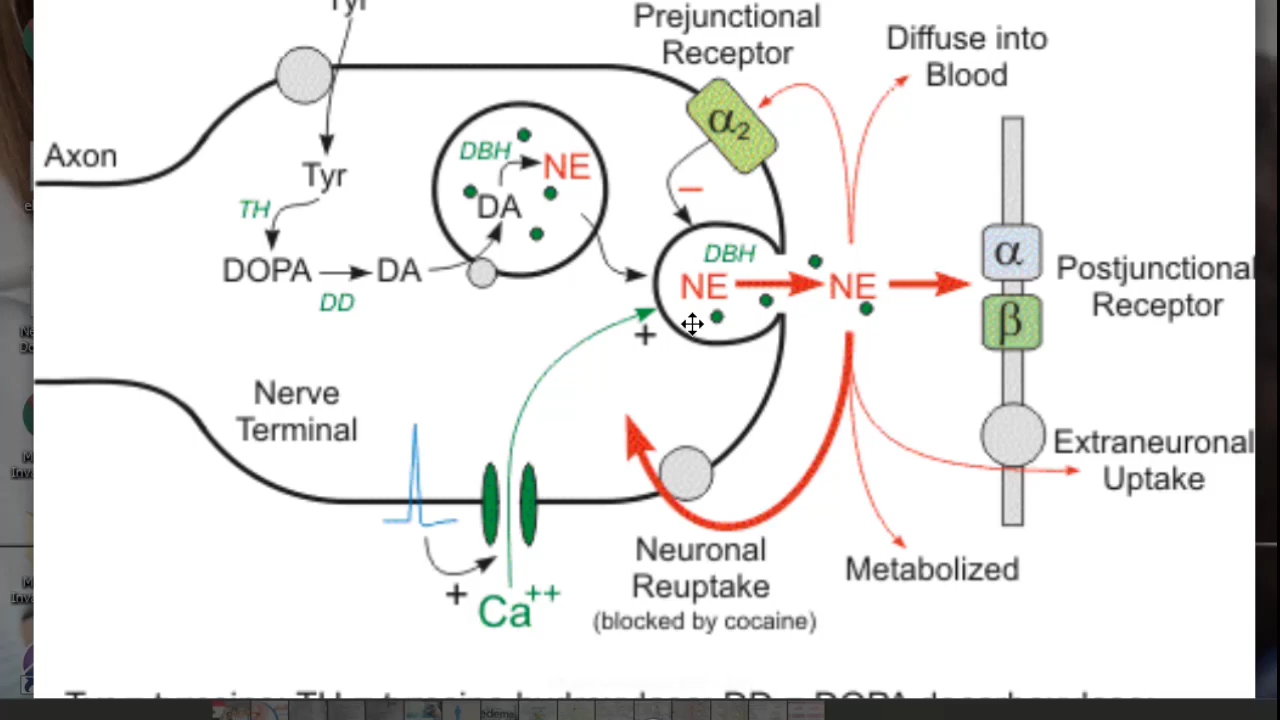 Tyr
Prejunctional
Receptor
Diffuse into
Blood
α2
Axon
DBH
NE
Tyr
TH
DA
DOPA
DA
DD
–
DBH
NE
NE
+
α
β
Postjunctional
Receptor
Nerve
Terminal
Extraneuronal
Uptake
+
Ca++
Neuronal
Reuptake
(blocked by cocaine)
Metabolized
edema